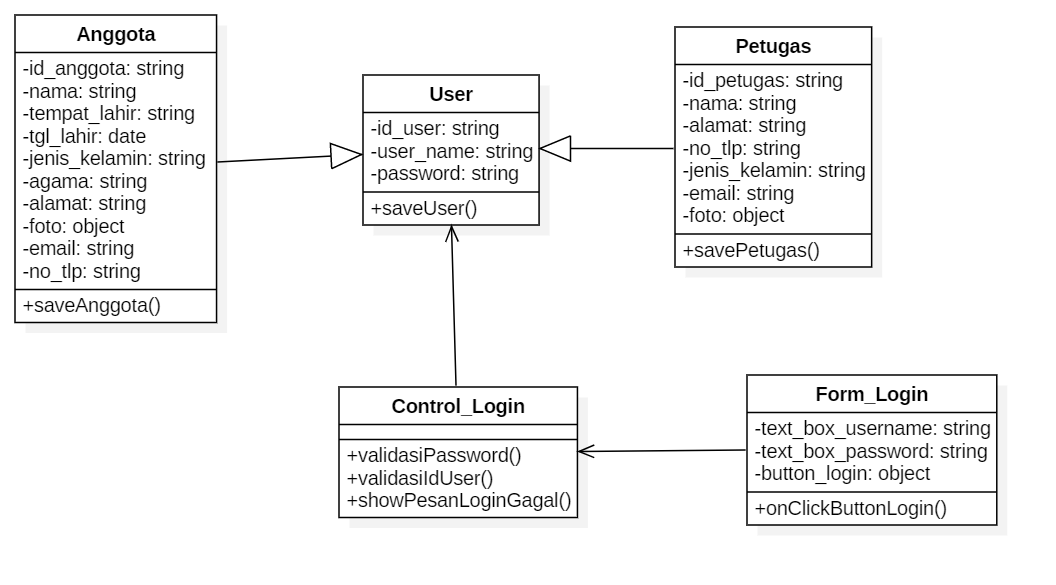 Anggota
-id_anggota: string
-nama: string
-tempat_lahir: string
-tgl_lahir: date
-jenis_kelamin: string
-agama: string
-alamat: string
-foto: object
-email: string
-no_tlp: string
+saveAnggota()
User
-id_user: string
-user_name: string
-password: string
+saveUser()
Petugas
-id_petugas: string
-nama: string
-alamat: string
-no_tlp: string
-jenis_kelamin: string
-email: string
-foto: object
+savePetugas()
Control_Login
+validasiPassword()
+validasiIdUser()
+showPesanLoginGagal()
Form_Login
-text_box_username: string
-text_box_password: string
-button_login: object
+onClickButtonLogin()